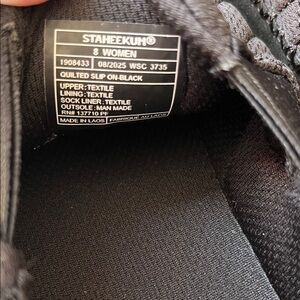 STAHEEKUM®
8 WOMEN
1908433 08/2025 WSC 3735
QUILTED SLIP ON-BLACK
UPPER:TEXTILE
LINING:TEXTILE
SOCK LINER:TEXTILE
OUTSOLE:MAN MADE
RN# 137710 PF
MADE IN LAOS FABRIQUÉ AU LAOS